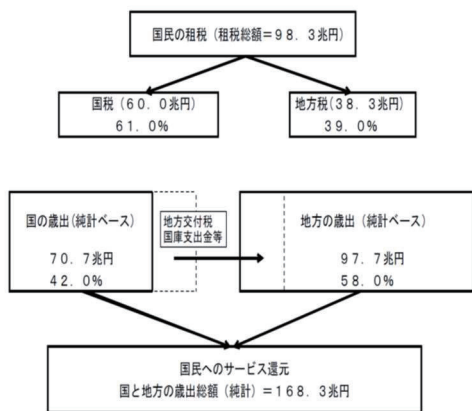 国民の租税（租税総額＝98．3兆円）
国税（60．0兆円）
61．0％
地方税（38．3兆円）
39．0％
国の歳出（純計ベース）
70．7兆円
42．0％
地方交付税
国庫支出金等
地方の歳出（純計ベース）
97．7兆円
58．0％
国民へのサービス還元
国と地方の歳出総額（純計）＝168．3兆円